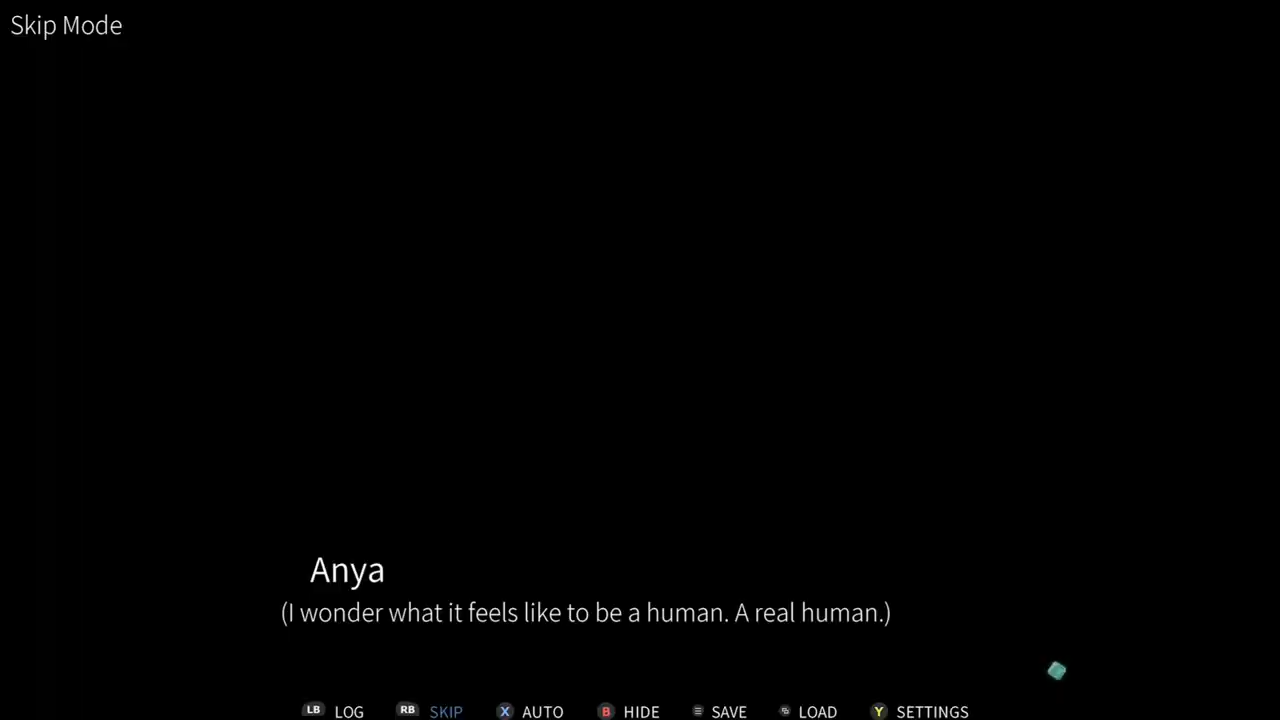 Skip Mode
Anya
(I wonder what it feels like to be a human. A real human.)
LB LOG RB SKIP X AUTO B HIDE SAVE LOAD Y SETTINGS